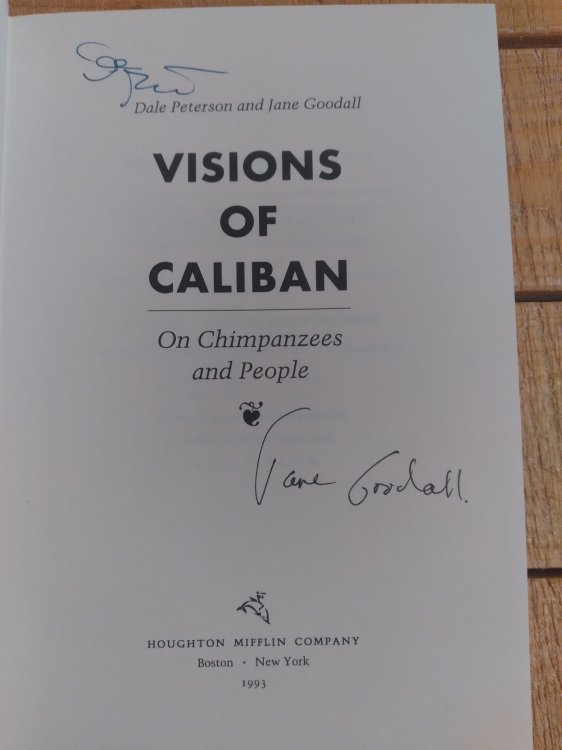 Dale Peterson and Jane Goodall
VISIONS
OF
CALIBAN
On Chimpanzees
and People
Jane Goodall.
HOUGHTON MIFFLIN COMPANY
Boston · New York
1993